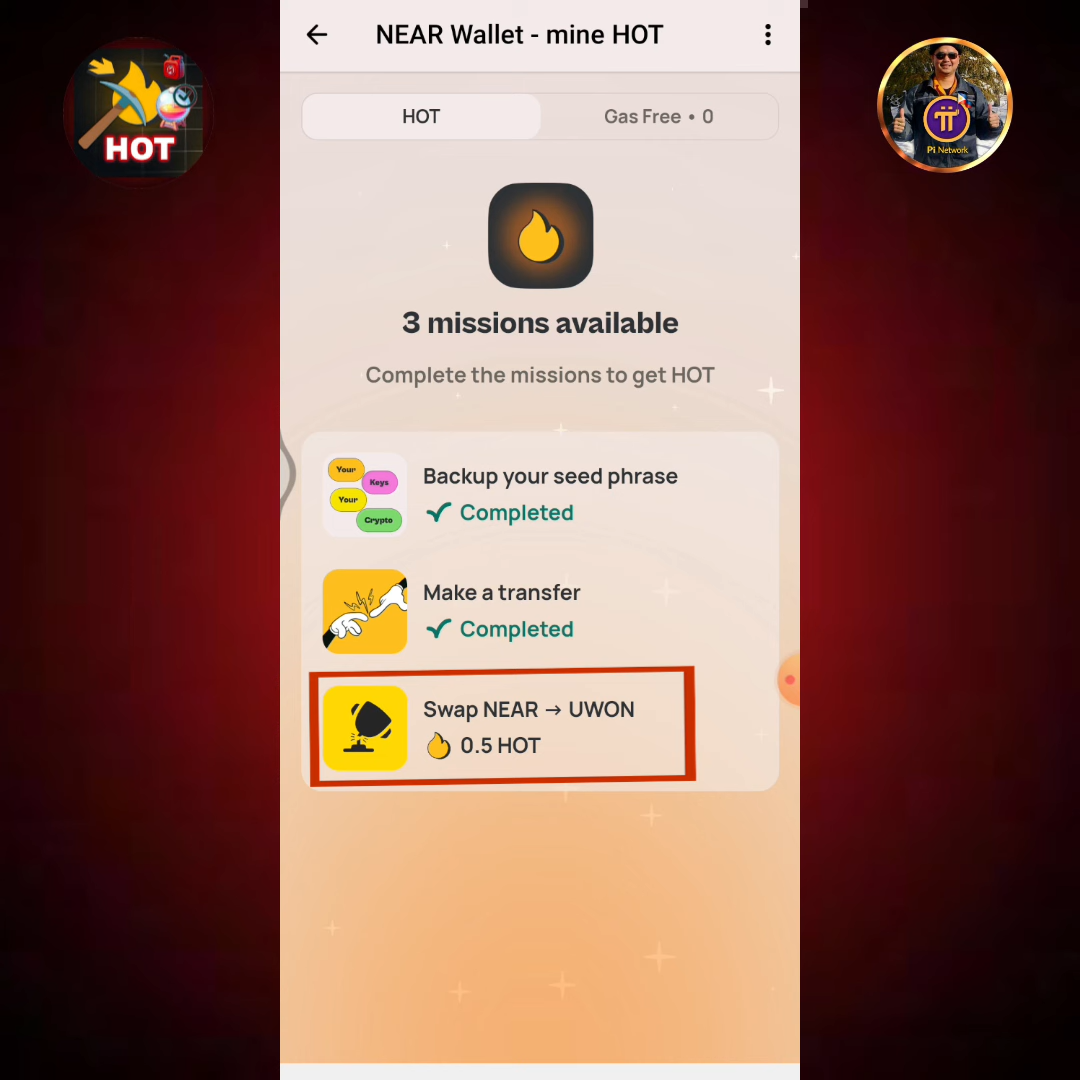 NEAR Wallet - mine HOT
HOT
Gas Free • 0
3 missions available
Complete the missions to get HOT
Your
Keys
Your
Crypto
Backup your seed phrase
Completed
Make a transfer
Completed
Swap NEAR → UWON
0.5 HOT
HOT
Pi Network